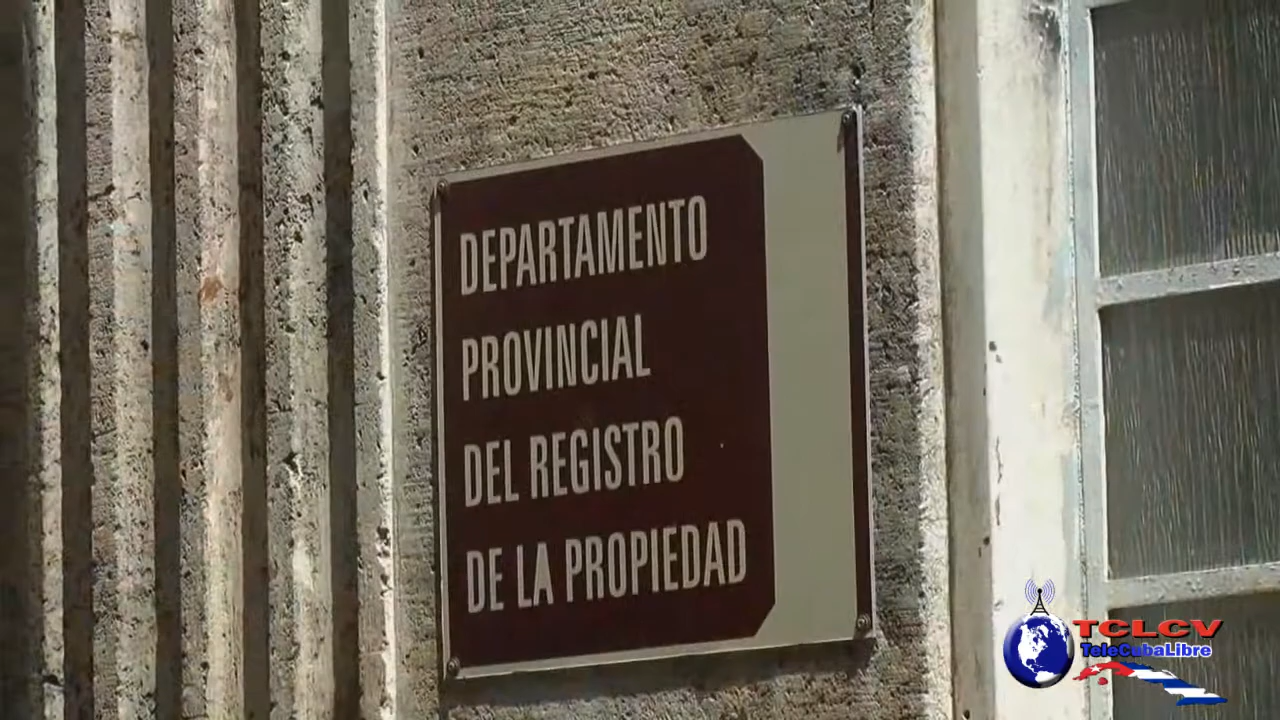 DEPARTAMENTO
PROVINCIAL
DEL REGISTRO
DE LA PROPIEDAD
TCLCV
TeleCubaLibre